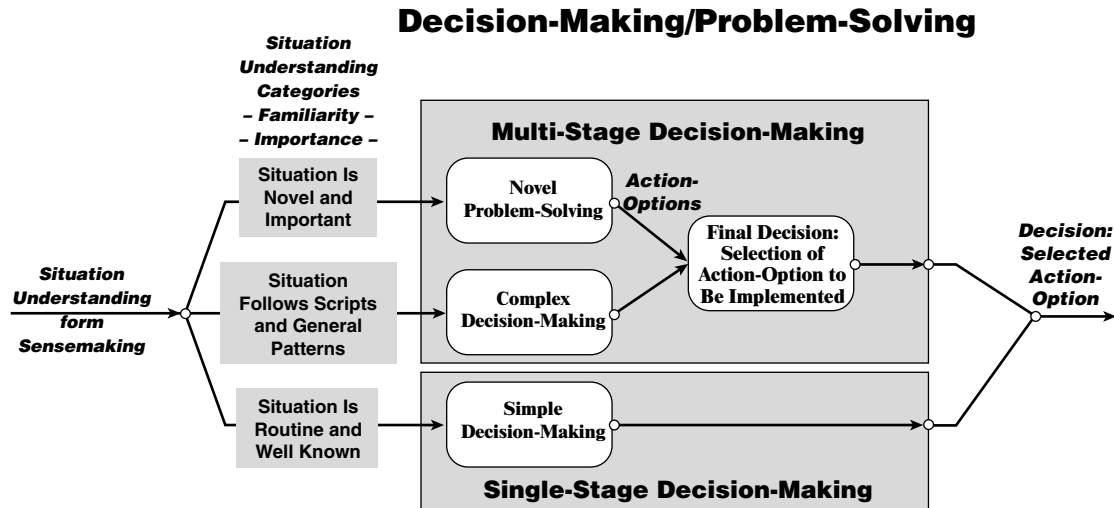 Decision-Making/Problem-Solving
Situation
Understanding
Categories
– Familiarity –
– Importance –
Multi-Stage Decision-Making
Situation Is
Novel and
Important
Novel
Problem-Solving
Action-
Options
Final Decision:
Selection of
Action-Option to
Be Implemented
Decision:
Selected
Action-
Option
Situation
Understanding
form
Sensemaking
Situation
Follows Scripts
and General
Patterns
Complex
Decision-Making
Situation Is
Routine and
Well Known
Simple
Decision-Making
Single-Stage Decision-Making